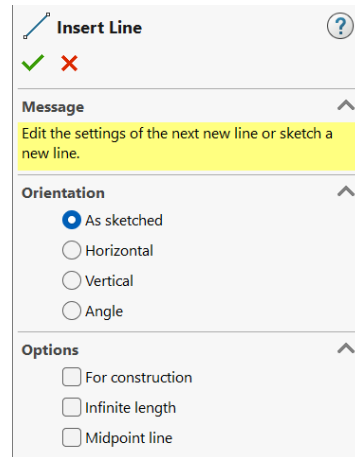 Insert Line
?
Message
Edit the settings of the next new line or sketch a
new line.
Orientation
As sketched
Horizontal
Vertical
Angle
Options
For construction
Infinite length
Midpoint line